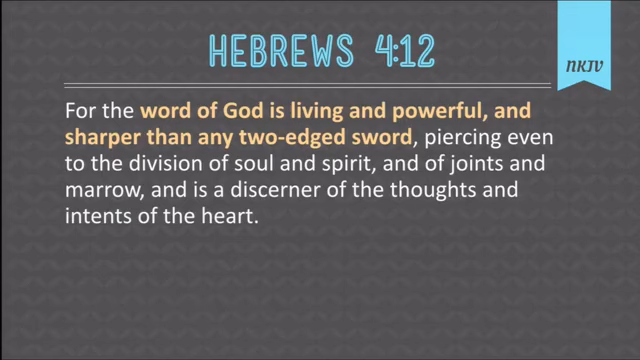 HEBREWS 4:12
NKJV
For the word of God is living and powerful, and
sharper than any two-edged sword, piercing even
to the division of soul and spirit, and of joints and
marrow, and is a discerner of the thoughts and
intents of the heart.